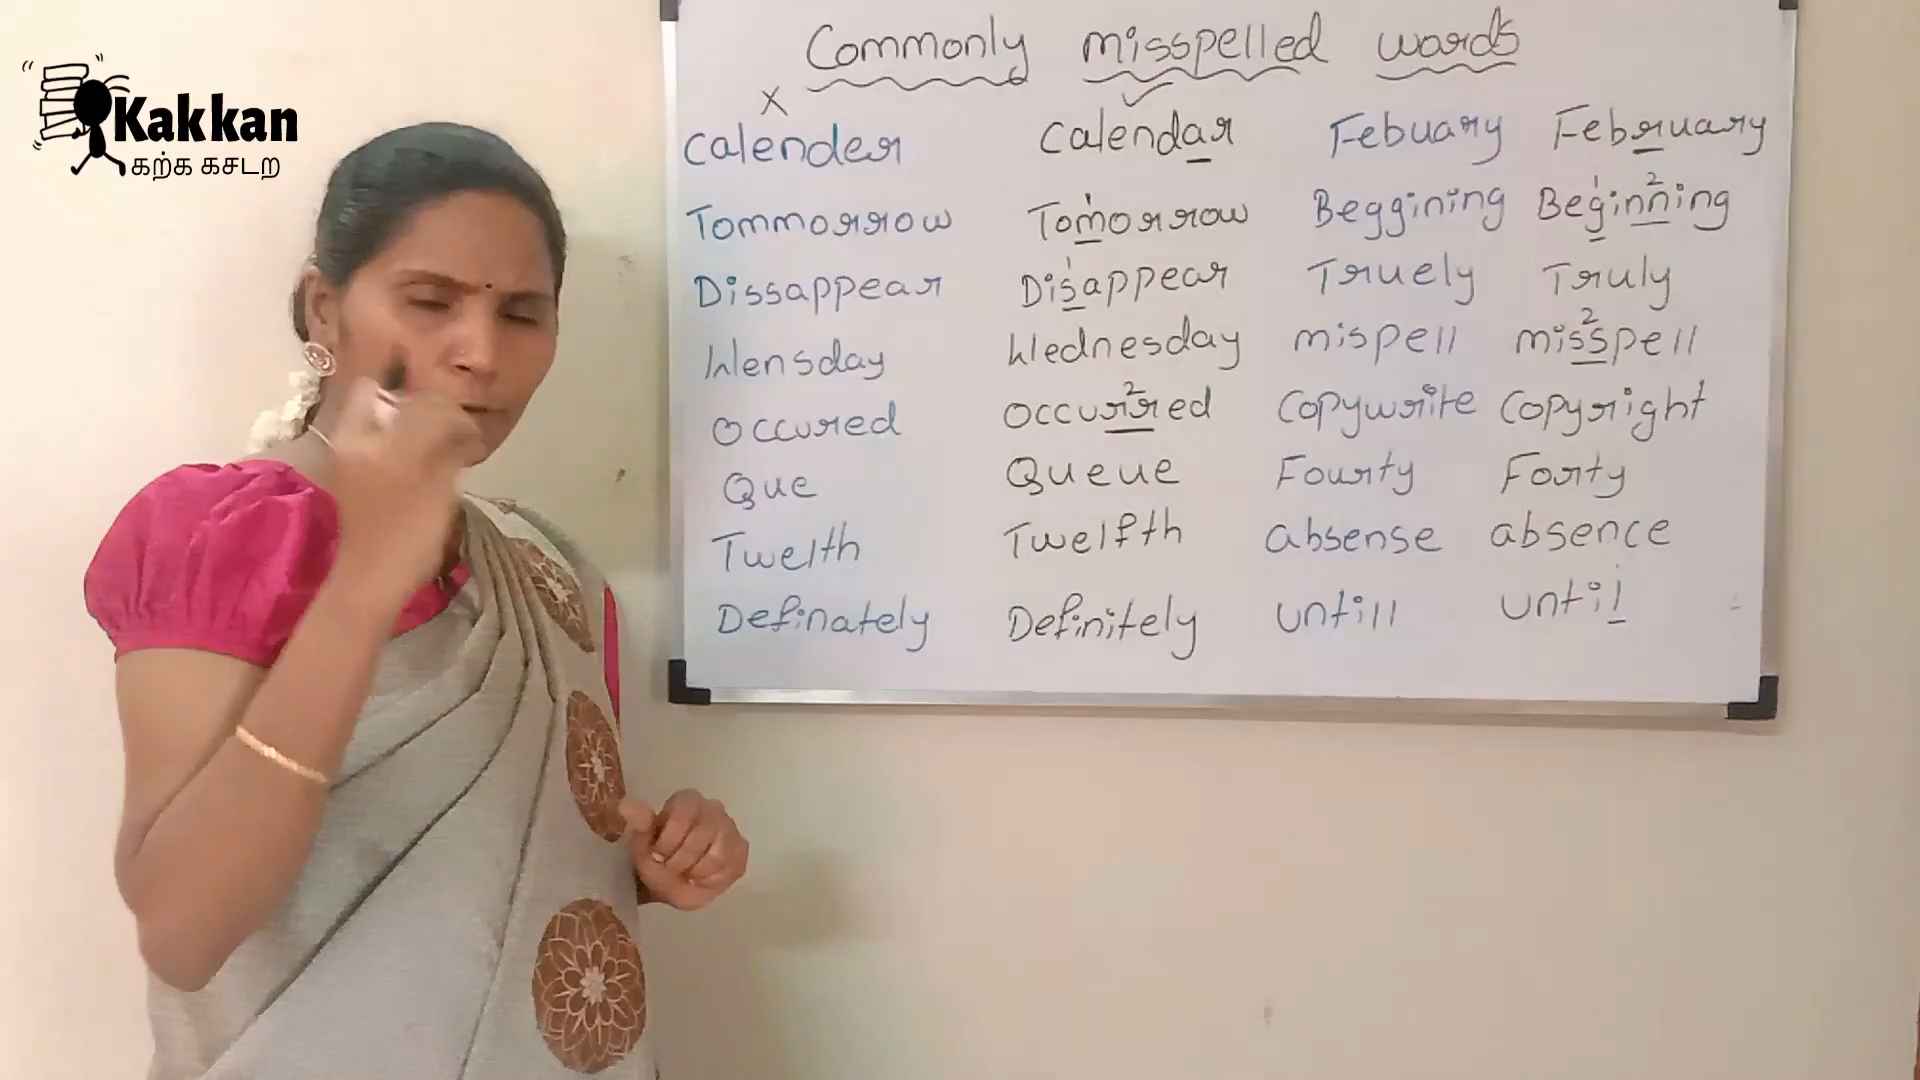 Kakkan
கற்க கசடற
Commonly misspelled words
X ✓
Calender Calendar Febuary February
Tommorrow Tomorrow Beggining Beginning
Dissappear Disappear Truely Truly
Wensday Wednesday mispell misspell
Occured Occurred Copywrite Copyright
Que Queue Fourty Forty
Twelth Twelfth absense absence
Definately Definitely untill until